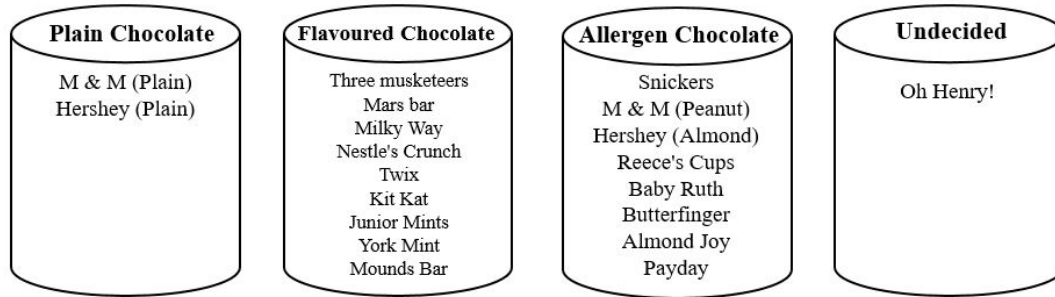 Plain Chocolate
M & M (Plain)
Hershey (Plain)
Flavoured Chocolate
Three musketeers
Mars bar
Milky Way
Nestle's Crunch
Twix
Kit Kat
Junior Mints
York Mint
Mounds Bar
Allergen Chocolate
Snickers
M & M (Peanut)
Hershey (Almond)
Reece's Cups
Baby Ruth
Butterfinger
Almond Joy
Payday
Undecided
Oh Henry!